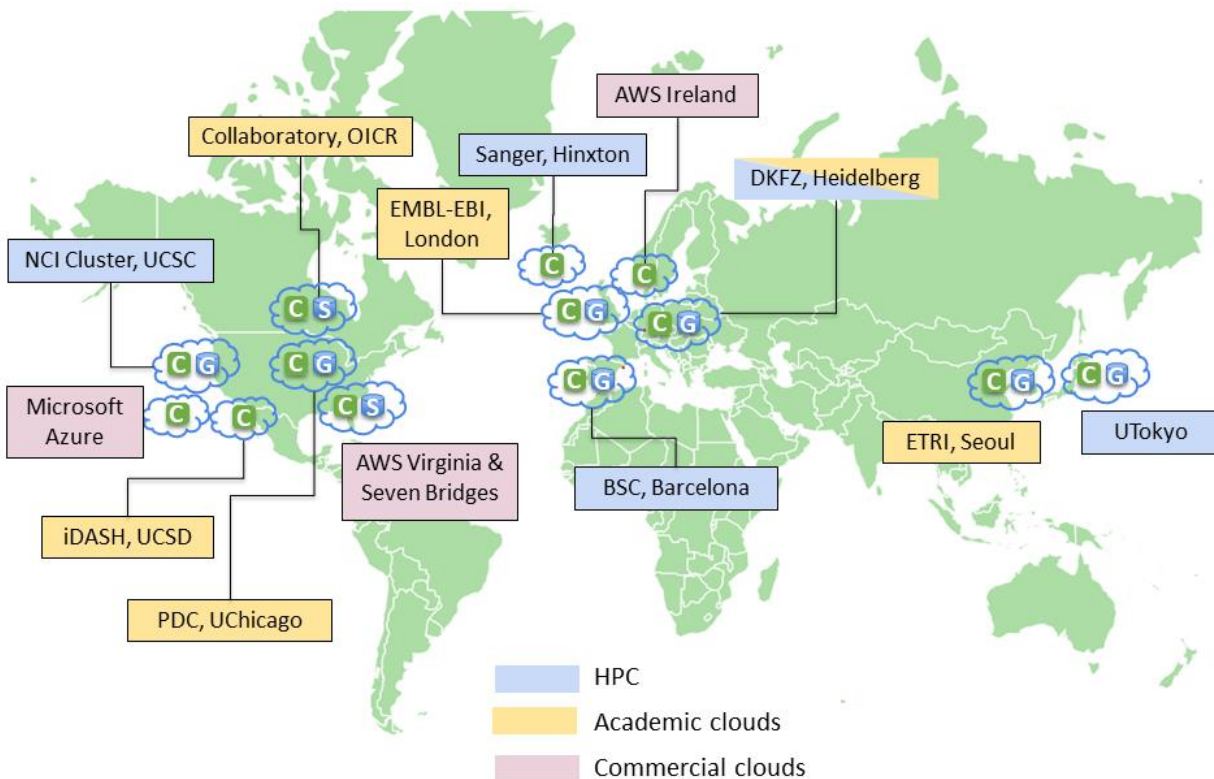 AWS Ireland
Collaboratory, OICR
Sanger, Hinxton
DKFZ, Heidelberg
EMBL-EBI,
London
NCI Cluster, UCSC
C
C
C G
C S
C G
C G
C G
C G
C G
C G
C
C
C S
Microsoft
Azure
ETRI, Seoul
UTokyo
AWS Virginia &
Seven Bridges
BSC, Barcelona
iDASH, UCSD
PDC, UChicago
HPC
Academic clouds
Commercial clouds